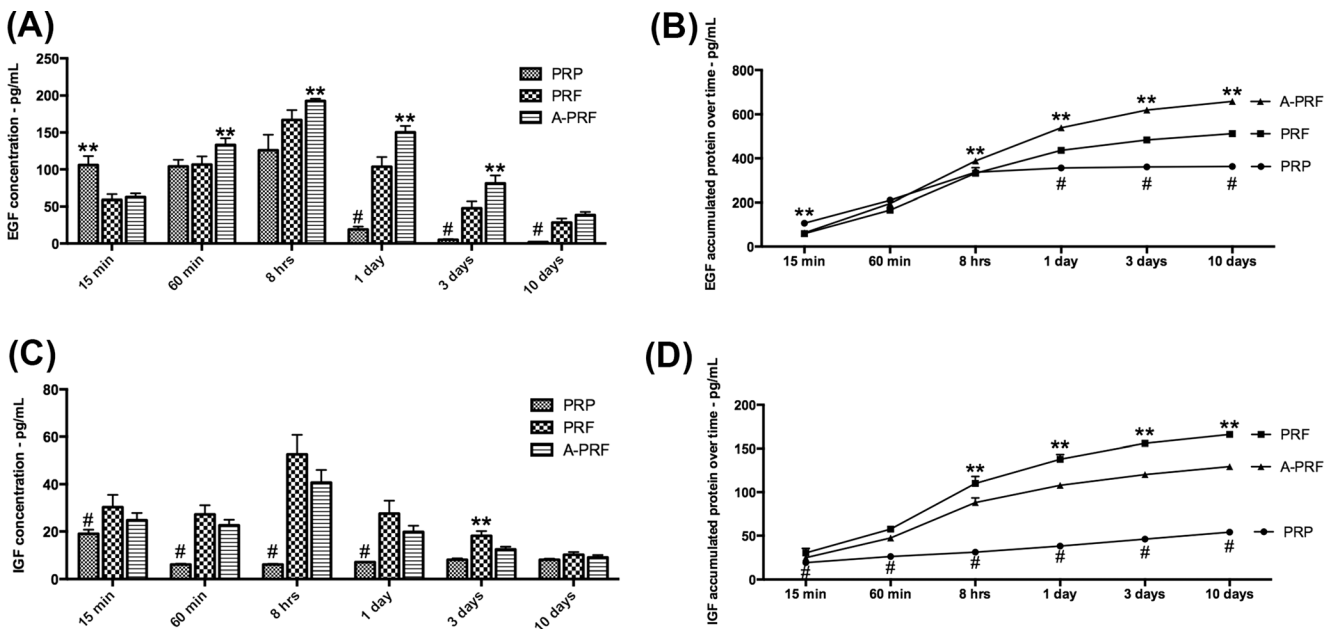 (A)
EGF concentration - pg/mL
250
200
150
100
50
0
PRP
PRF
A-PRF
**
**
**
**
**
#
#
#
15 min
60 min
8 hrs
1 day
3 days
10 days
(B)
EGF accumulated protein over time - pg/mL
800
600
400
200
0
**
**
**
**
**
A-PRF
PRF
PRP
#
#
#
15 min
60 min
8 hrs
1 day
3 days
10 days
(C)
IGF concentration - pg/mL
80
60
40
20
0
PRP
PRF
A-PRF
#
#
#
#
**
15 min
60 min
8 hrs
1 day
3 days
10 days
(D)
IGF accumulated protein over time - pg/mL
200
150
100
50
0
**
**
**
**
PRF
A-PRF
PRP
#
#
#
#
#
#
15 min
60 min
8 hrs
1 day
3 days
10 days